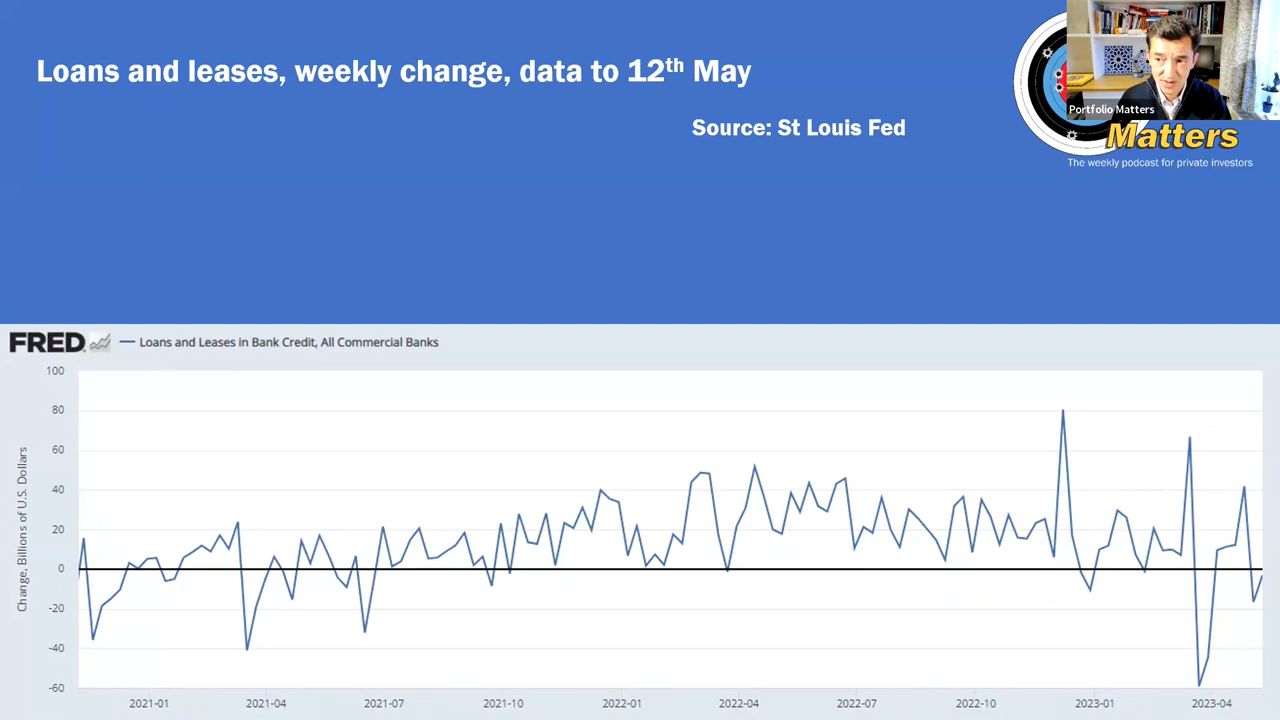 Loans and leases, weekly change, data to 12th May
Source: St Louis Fed
Portfolio Matters
Matters
The weekly podcast for private investors
FRED
Loans and Leases in Bank Credit, All Commercial Banks
Change, Billions of U.S. Dollars
100
80
60
40
20
0
-20
-40
-60
2021-01 2021-04 2021-07 2021-10 2022-01 2022-04 2022-07 2022-10 2023-01 2023-04